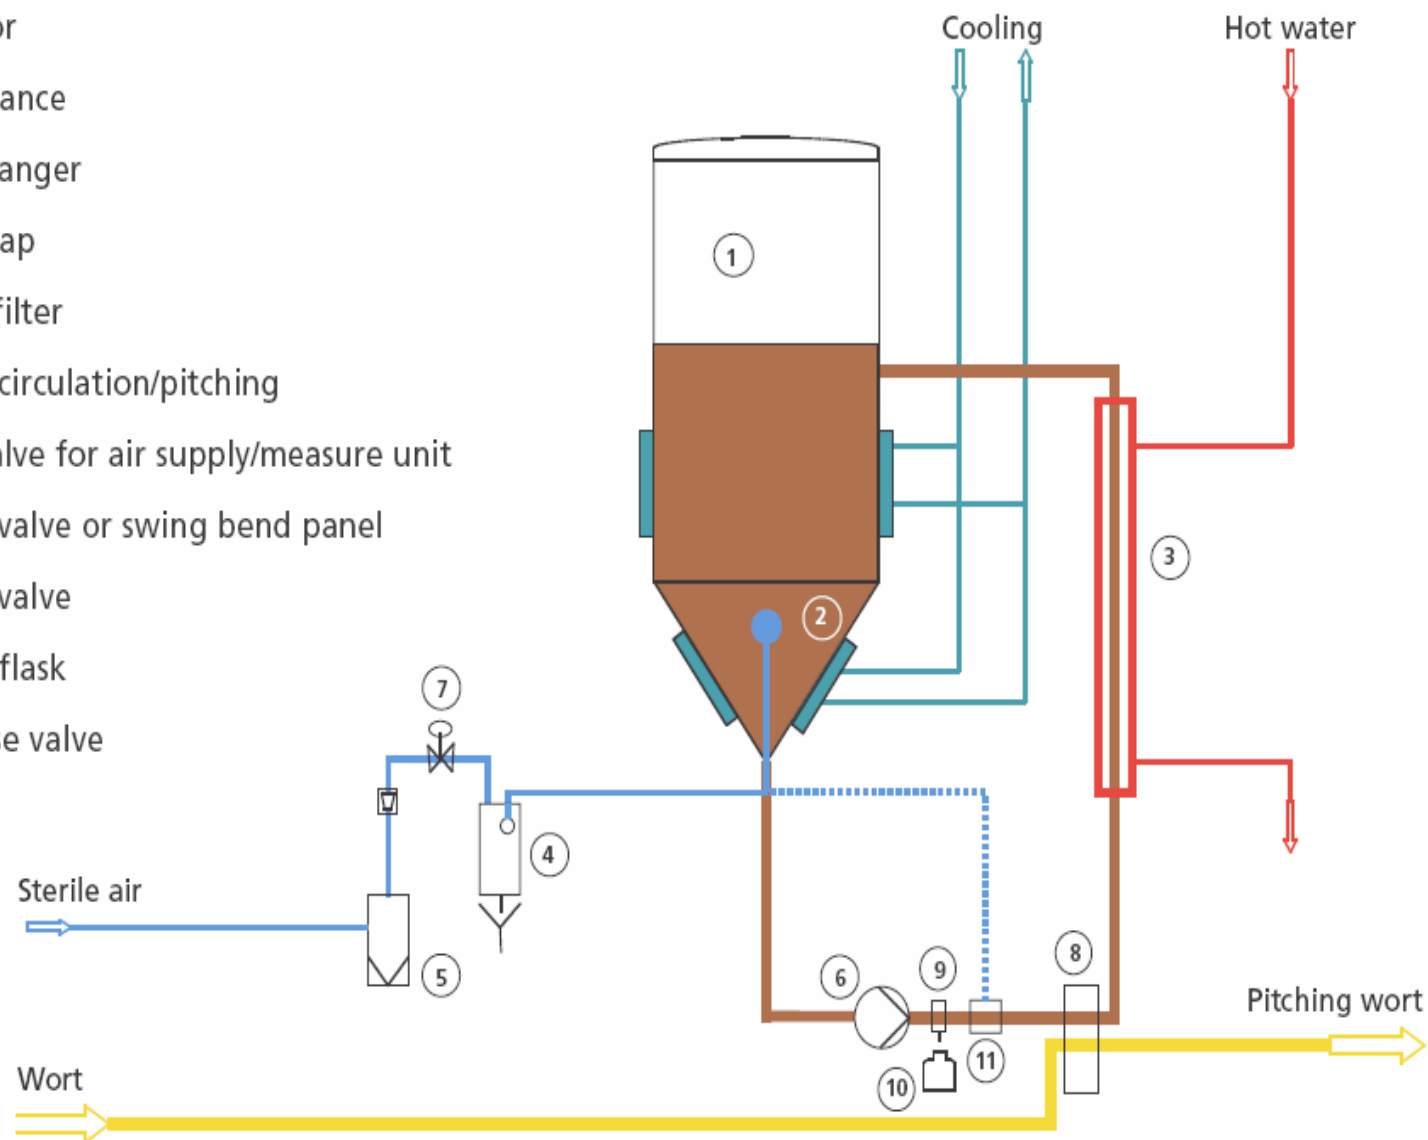 or
Cooling
Hot water
ance
anger
ap
filter
circulation/pitching
alve for air supply/measure unit
valve or swing bend panel
valve
flask
se valve
1
2
3
7
4
Sterile air
5
6
9
8
Pitching wort
11
10
Wort